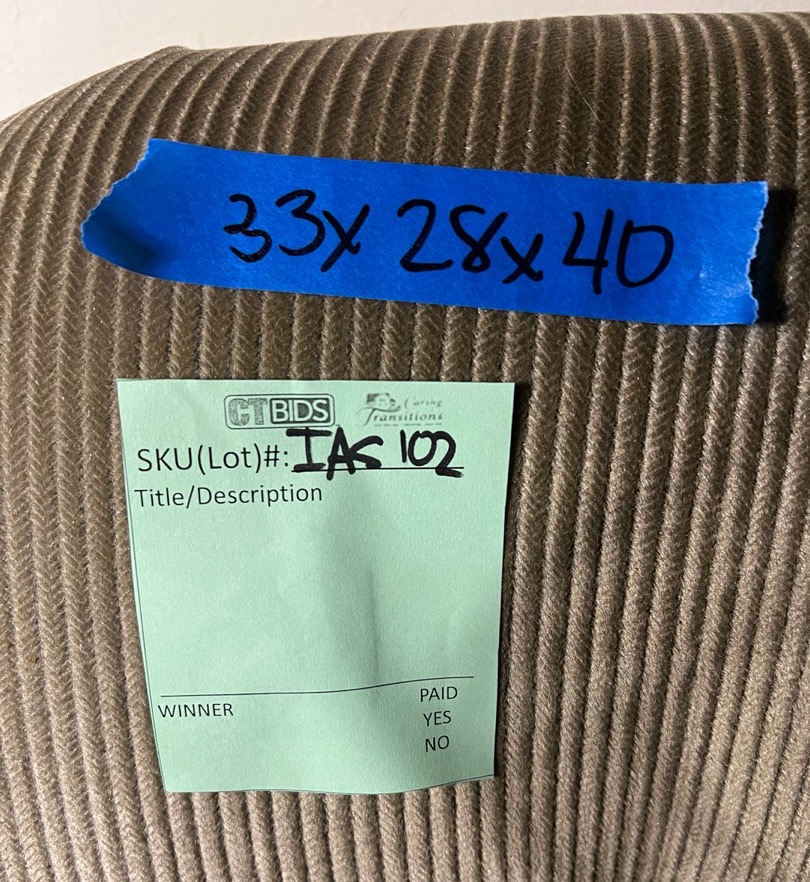 33x 28x 40
CTBIDS Caring Transitions
SKU(Lot)#: IAS 102
Title/Description
WINNER PAID
YES
NO